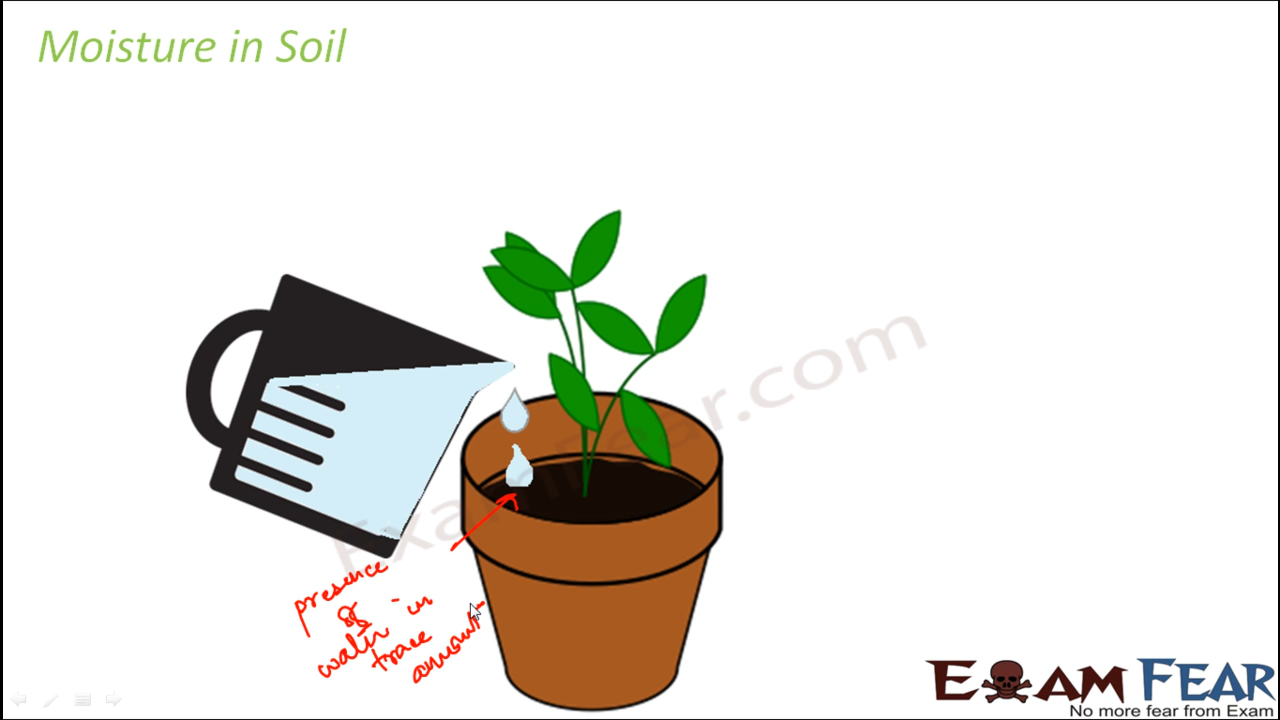 Moisture in Soil
ExamFear.com
presence
of
water - in
trace
amount
EXAM FEAR
No more fear from Exam